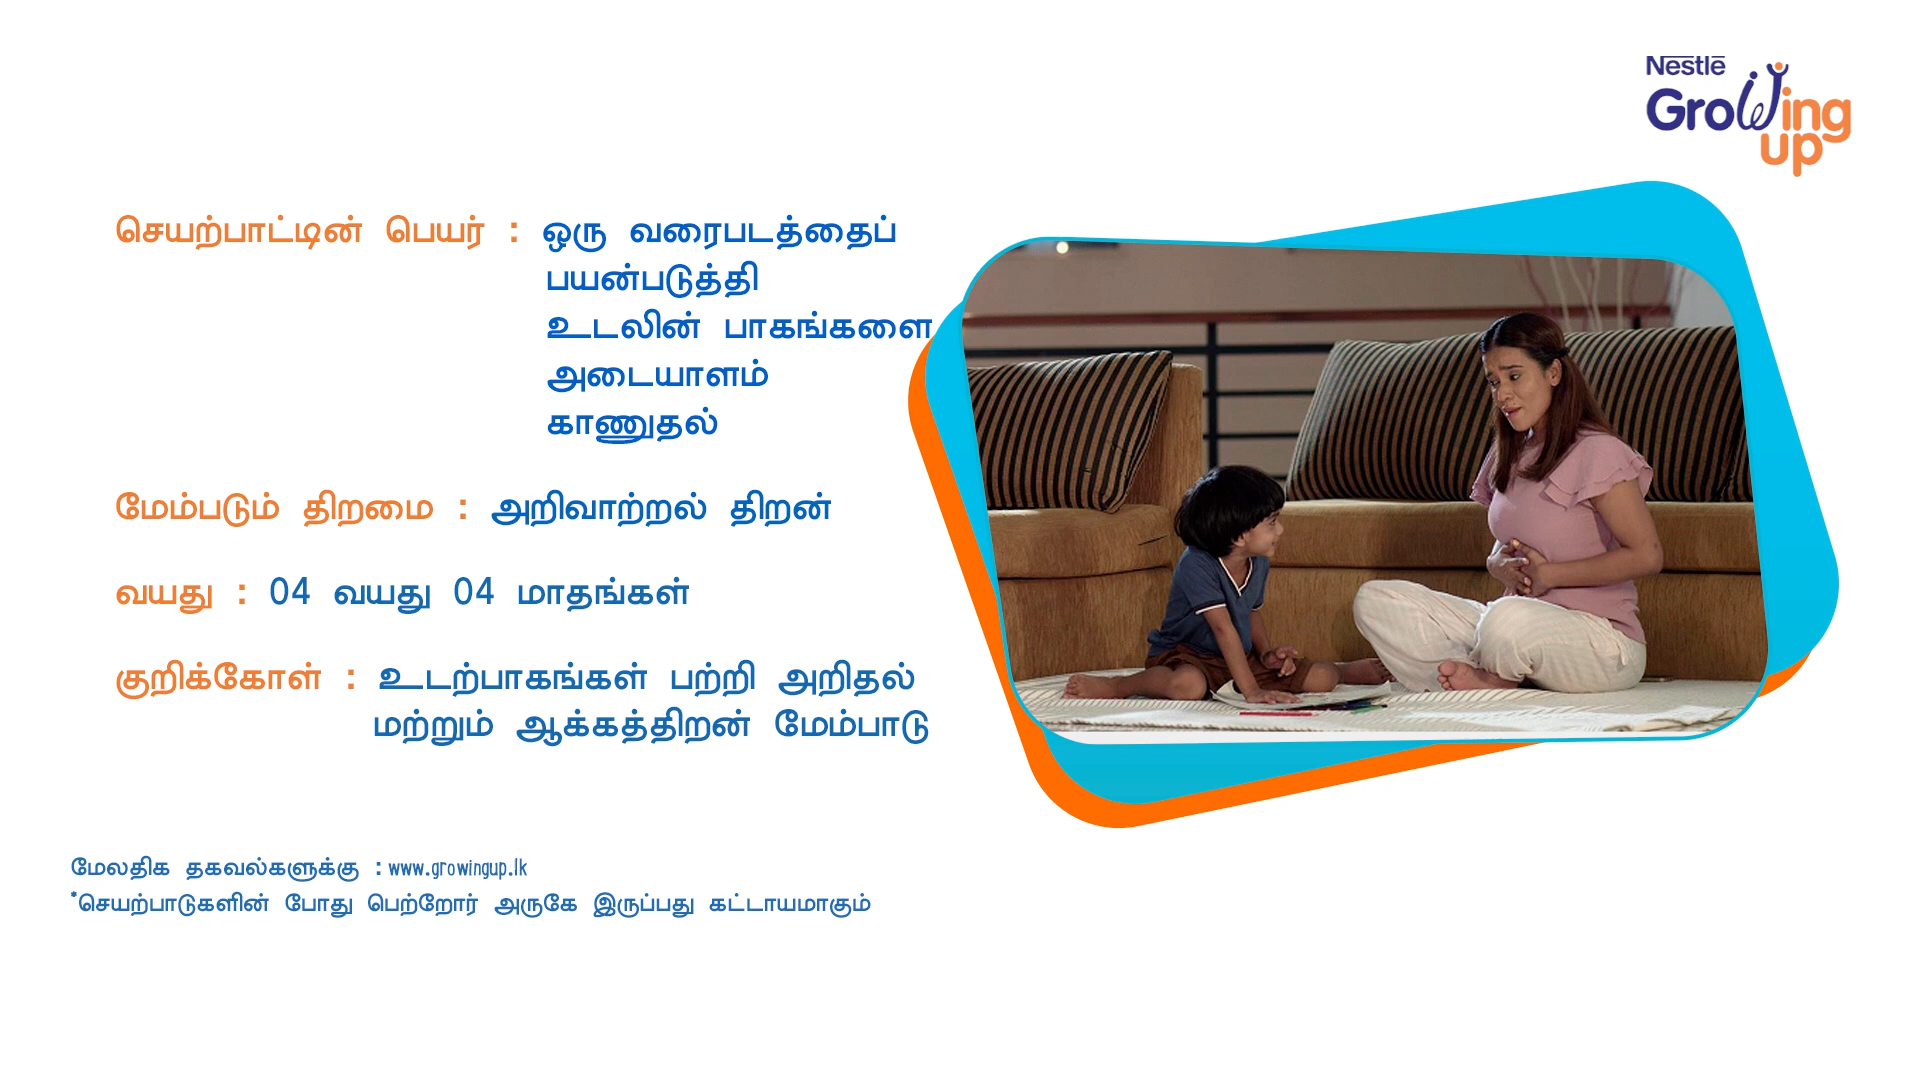 Nestlé
Growing
up
செயற்பாட்டின் பெயர் : ஒரு வரைபடத்தைப்
பயன்படுத்தி
உடலின் பாகங்களை
அடையாளம்
காணுதல்
மேம்படும் திறமை : அறிவாற்றல் திறன்
வயது : 04 வயது 04 மாதங்கள்
குறிக்கோள் : உடற்பாகங்கள் பற்றி அறிதல்
மற்றும் ஆக்கத்திறன் மேம்பாடு
மேலதிக தகவல்களுக்கு : www.growingup.lk
*செயற்பாடுகளின் போது பெற்றோர் அருகே இருப்பது கட்டாயமாகும்